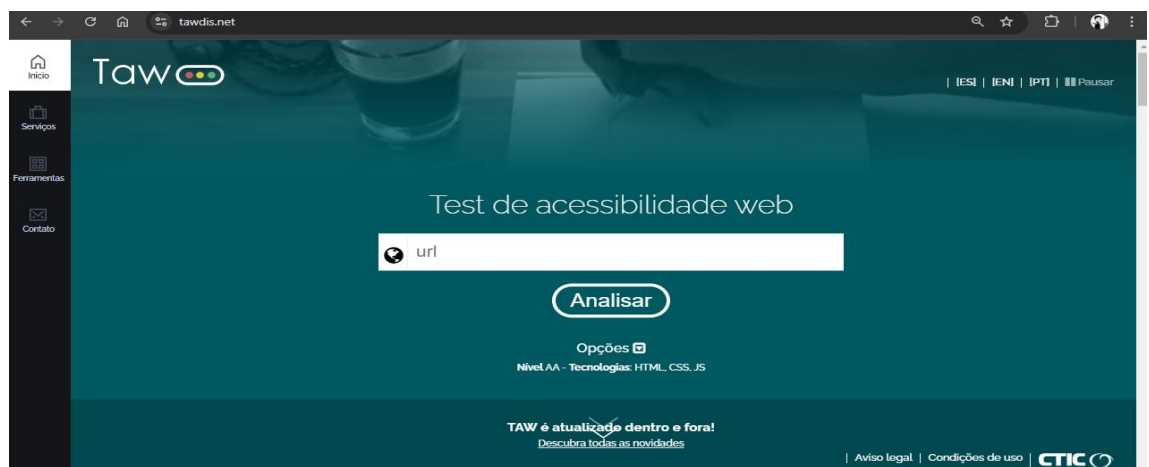 tawdis.net
Início
Taw
| [ES] | [EN] | [PT] | Pausar
Serviços
Ferramentas
Contato
Test de acessibilidade web
url
Analisar
Opções
Nivel AA - Tecnologias: HTML, CSS, JS
TAW é atualizado dentro e fora!
Descubra todas as novidades
| Aviso legal | Condições de uso | CTIC